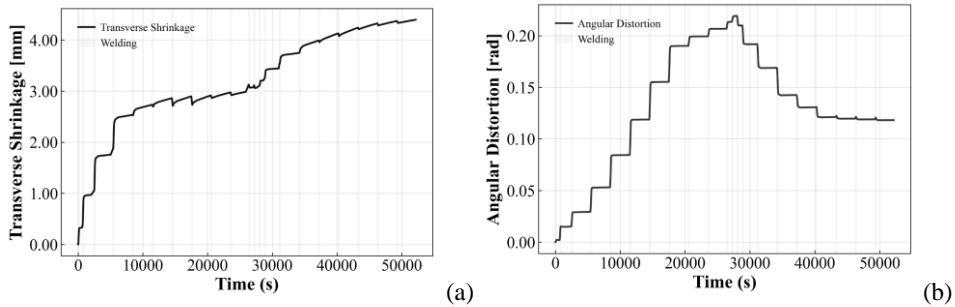 Transverse Shrinkage [mm]
4.00
3.00
2.00
1.00
0.00
Transverse Shrinkage
Welding
0 10000 20000 30000 40000 50000
Time (s)
(a)
Angular Distortion [rad]
0.20
0.15
0.10
0.05
0.00
Angular Distortion
Welding
0 10000 20000 30000 40000 50000
Time (s)
(b)